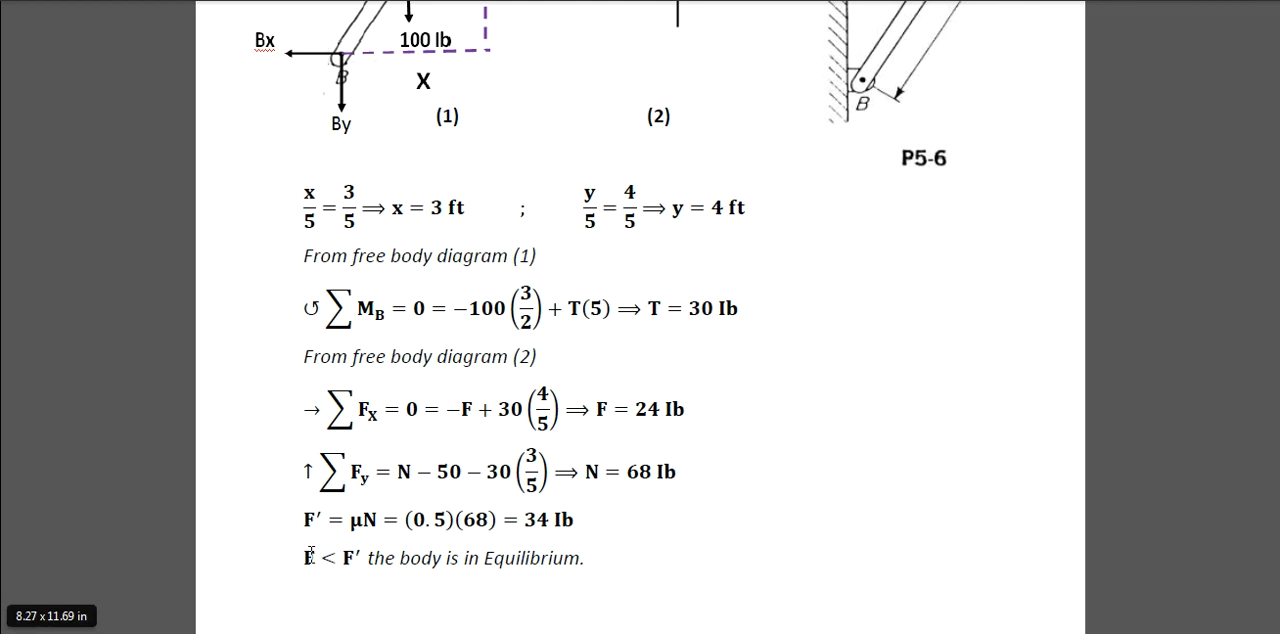 Bx
100 lb
B
X
By
(1)
(2)
B
P5-6
x/5 = 3/5 ⟹ x = 3 ft ; y/5 = 4/5 ⟹ y = 4 ft
From free body diagram (1)
↺ ∑ M_B = 0 = −100 (3/2) + T(5) ⟹ T = 30 Ib
From free body diagram (2)
→ ∑ F_X = 0 = −F + 30 (4/5) ⟹ F = 24 Ib
↑ ∑ F_y = N − 50 − 30 (3/5) ⟹ N = 68 Ib
F′ = µN = (0.5)(68) = 34 Ib
F < F′ the body is in Equilibrium.
8.27 x 11.69 in